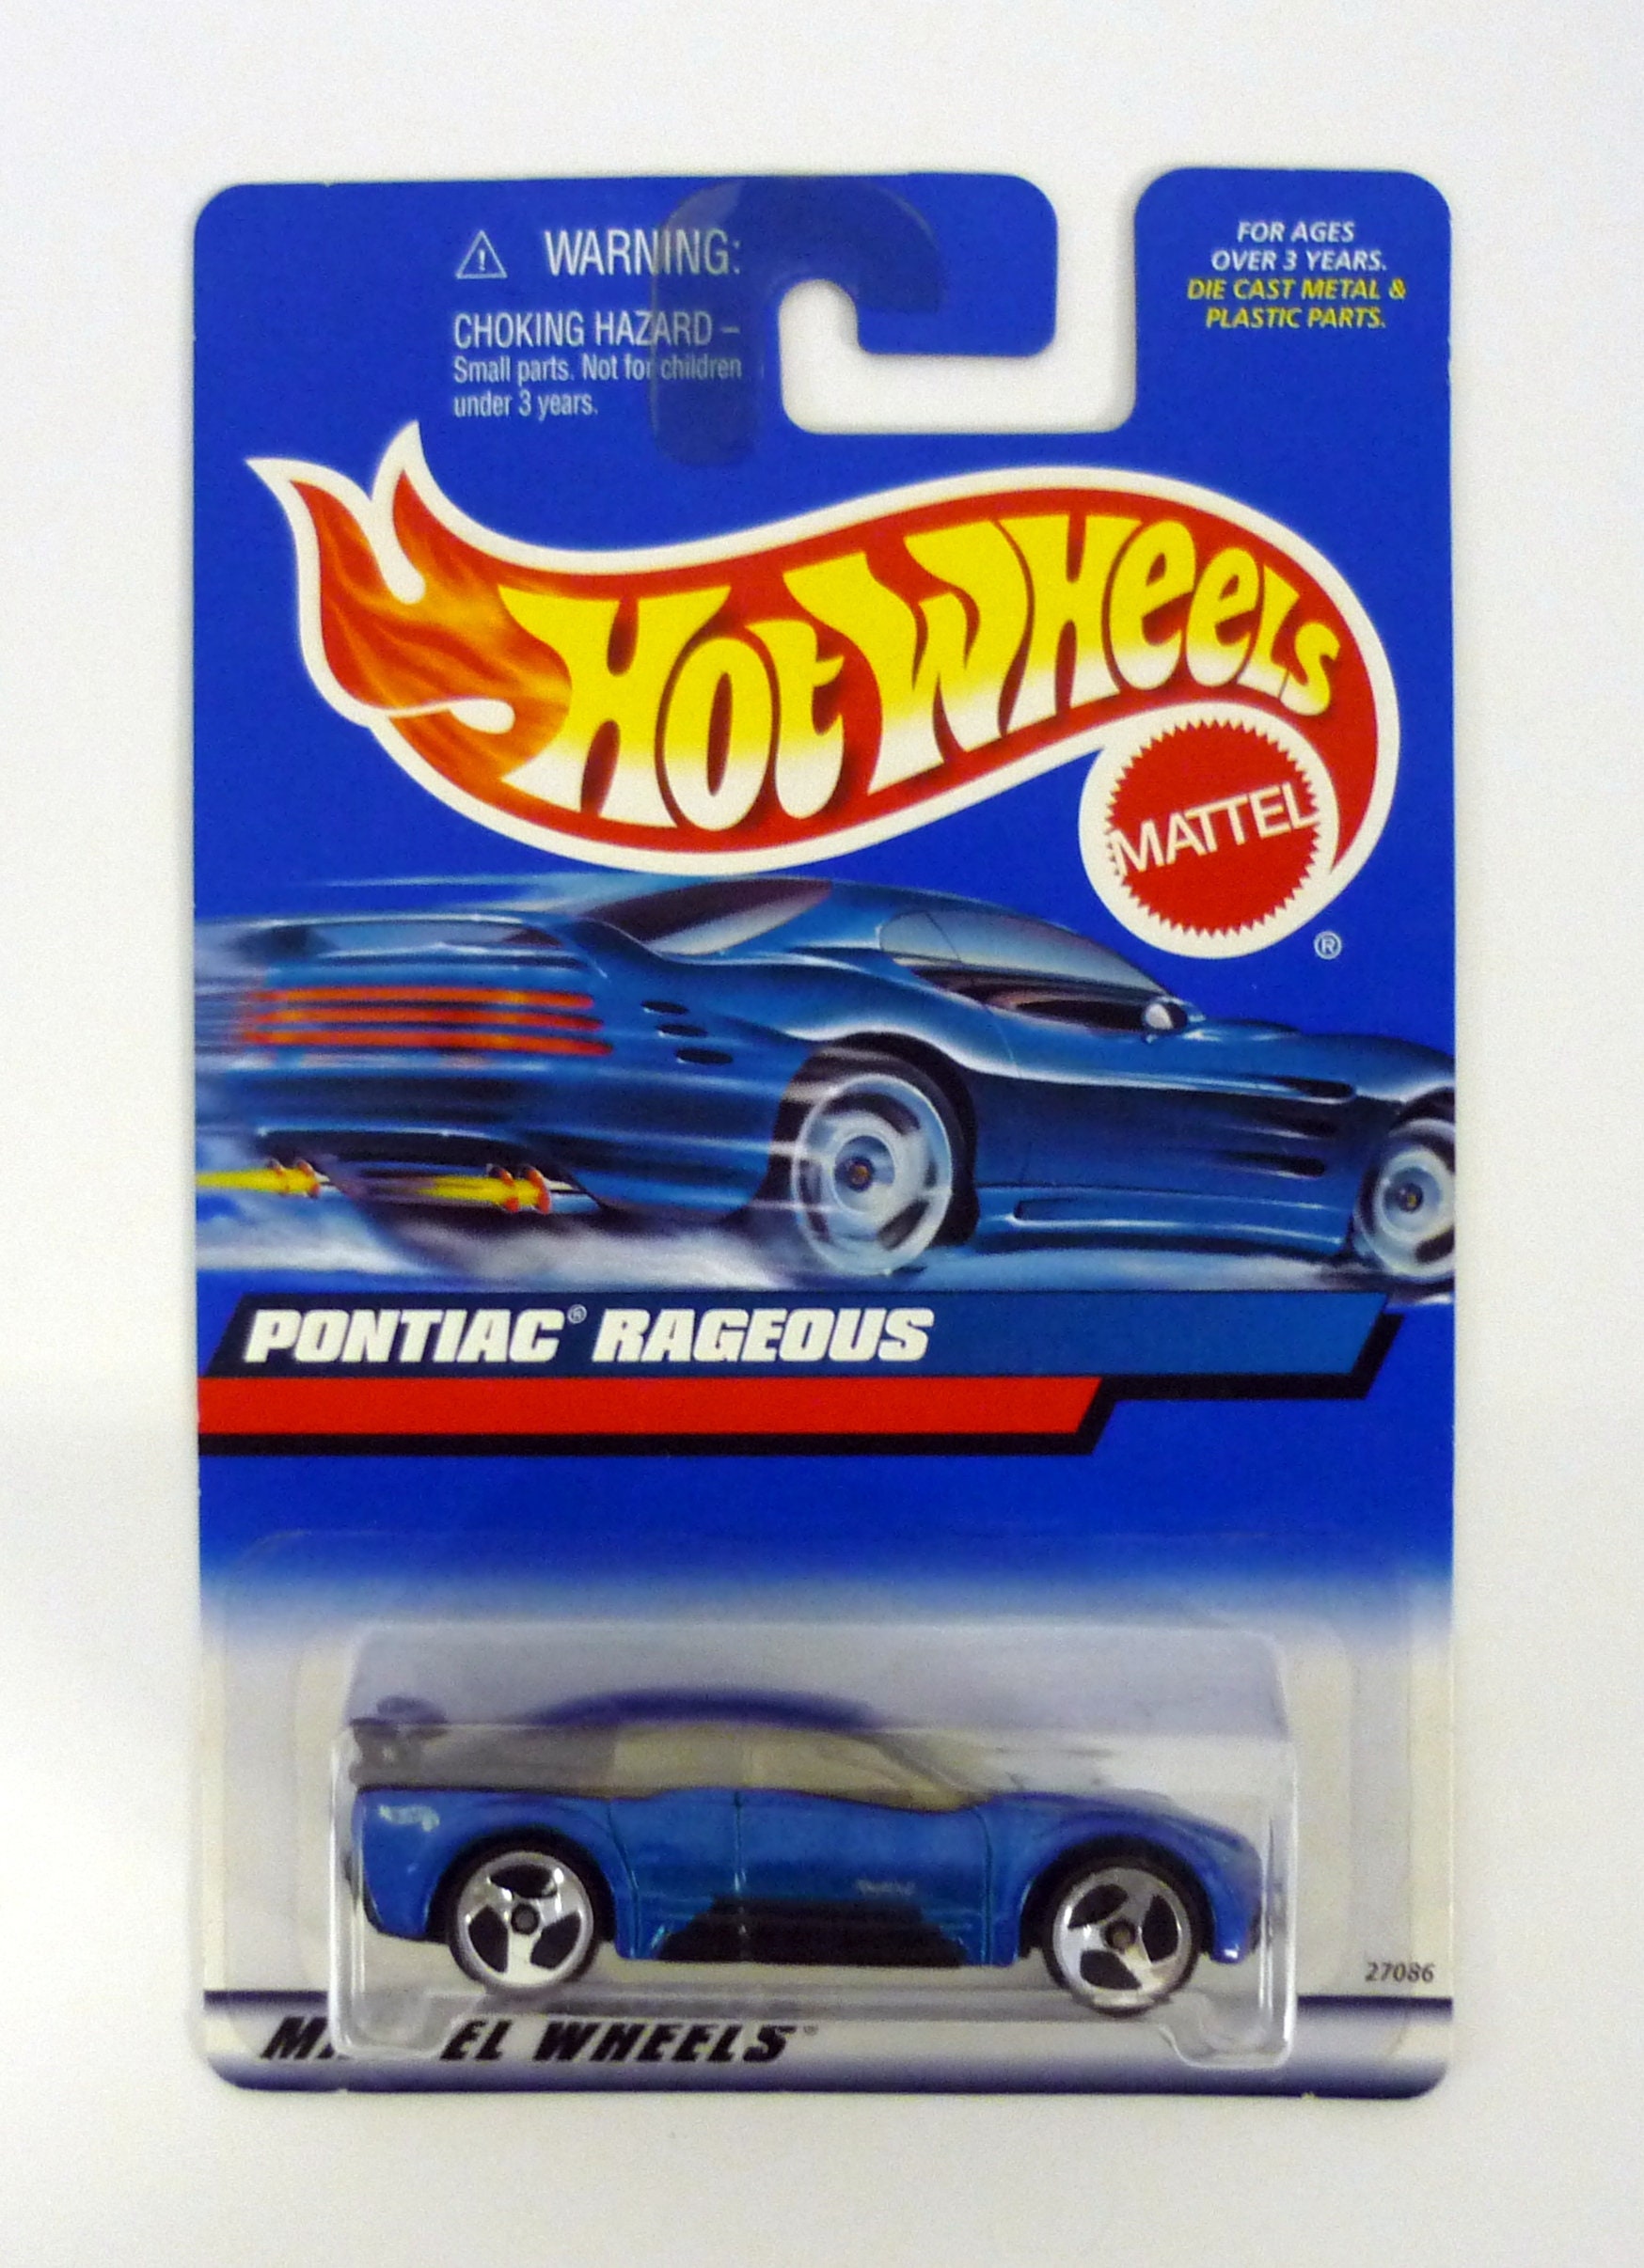 WARNING:
CHOKING HAZARD –
Small parts. Not for children
under 3 years.
FOR AGES
OVER 3 YEARS.
DIE CAST METAL &
PLASTIC PARTS.
HOT WHEELS
MATTEL
®
PONTIAC® RAGEOUS
27086
WHEELS